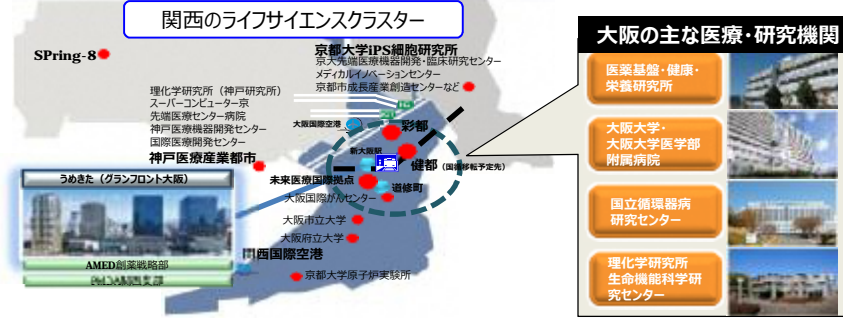 関西のライフサイエンスクラスター
SPring-8
京都大学iPS細胞研究所
京大先端医療機器開発・臨床研究センター
メディカルイノベーションセンター
京都市成長産業創造センターなど
理化学研究所（神戸研究所）
スーパーコンピューター京
先端医療センター病院
神戸医療機器開発センター
国際医療開発センター
神戸医療産業都市
大阪国際空港
彩都
新大阪駅
健都（国循移転予定先）
未来医療国際拠点
道修町
大阪国際がんセンター
大阪市立大学
大阪府立大学
関西国際空港
京都大学原子炉実験所
うめきた（グランフロント大阪）
AMED創薬戦略部
大阪の主な医療・研究機関
医薬基盤・健康・
栄養研究所
大阪大学・
大阪大学医学部
附属病院
国立循環器病
研究センター
理化学研究所
生命機能科学研
究センター